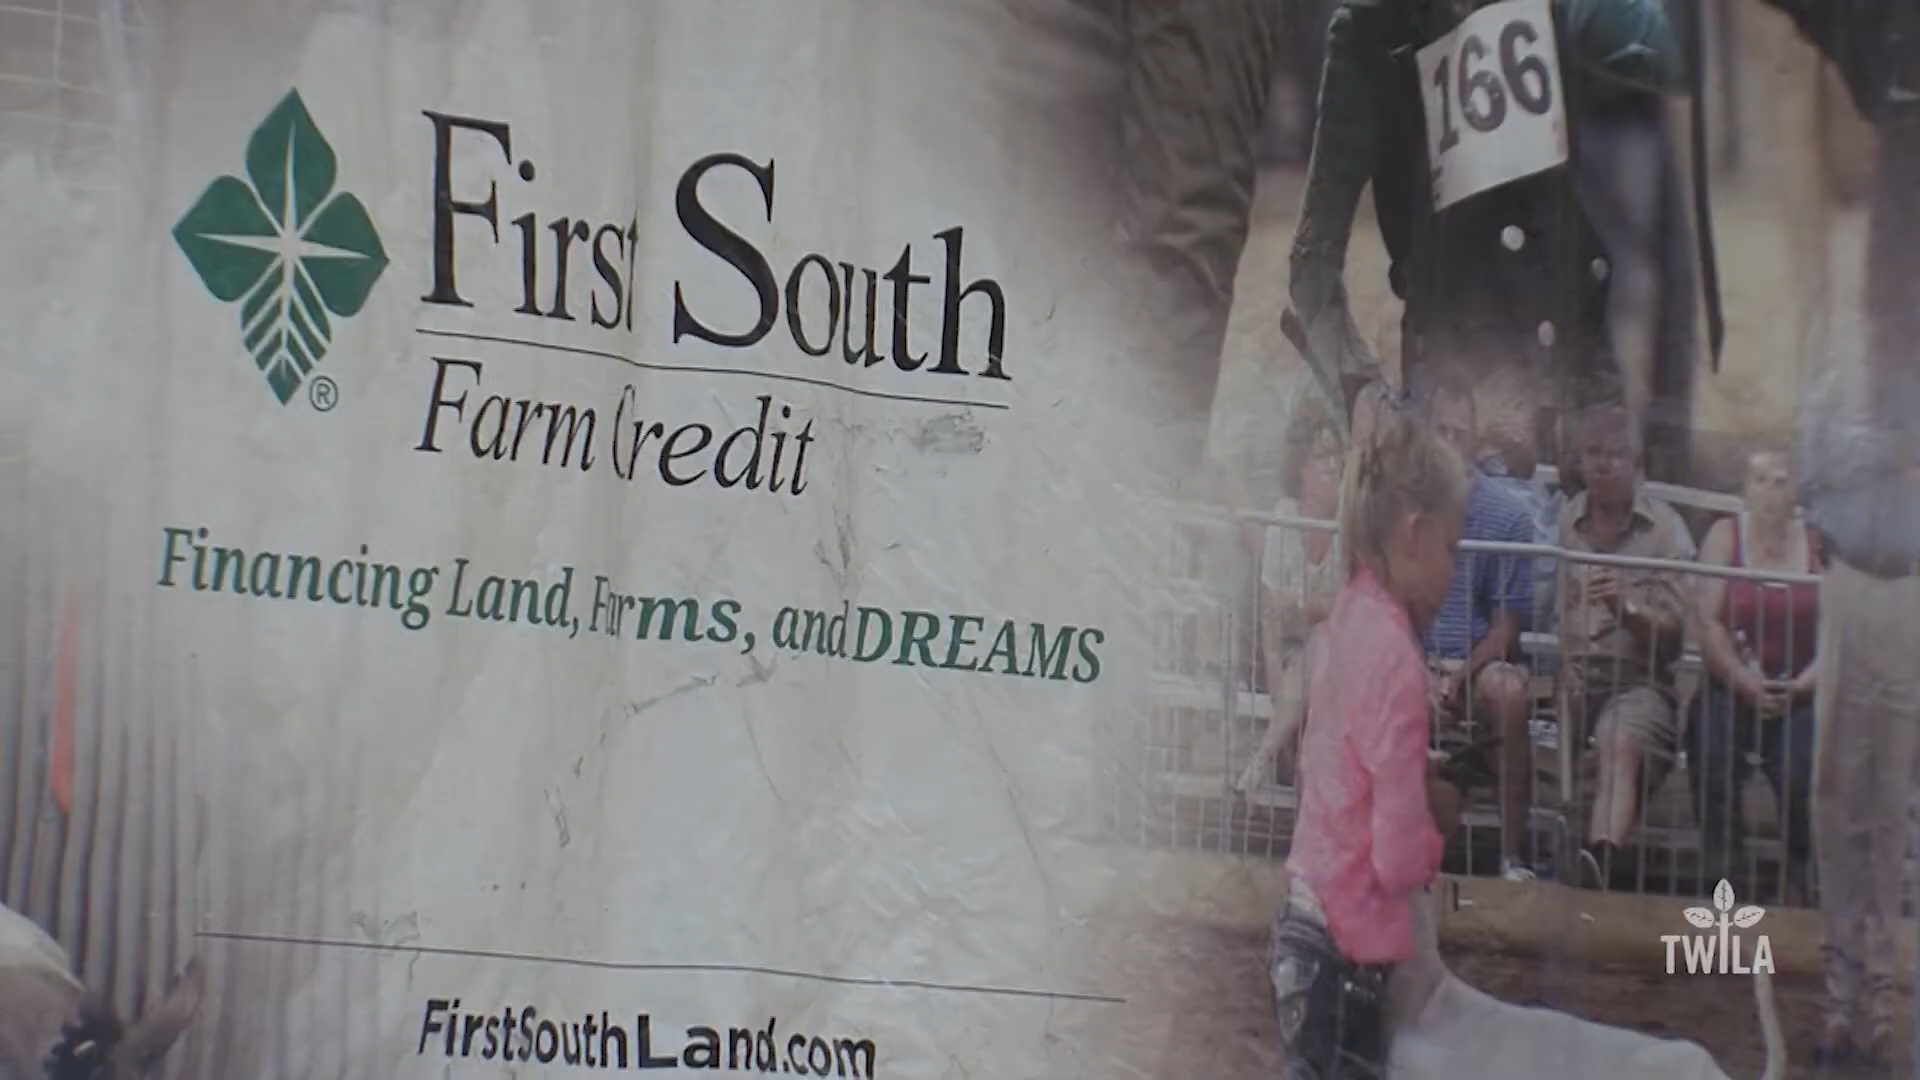 166
First South
Farm Credit
®
Financing Land, Farms, and DREAMS
FirstSouthLand.com
TWILA